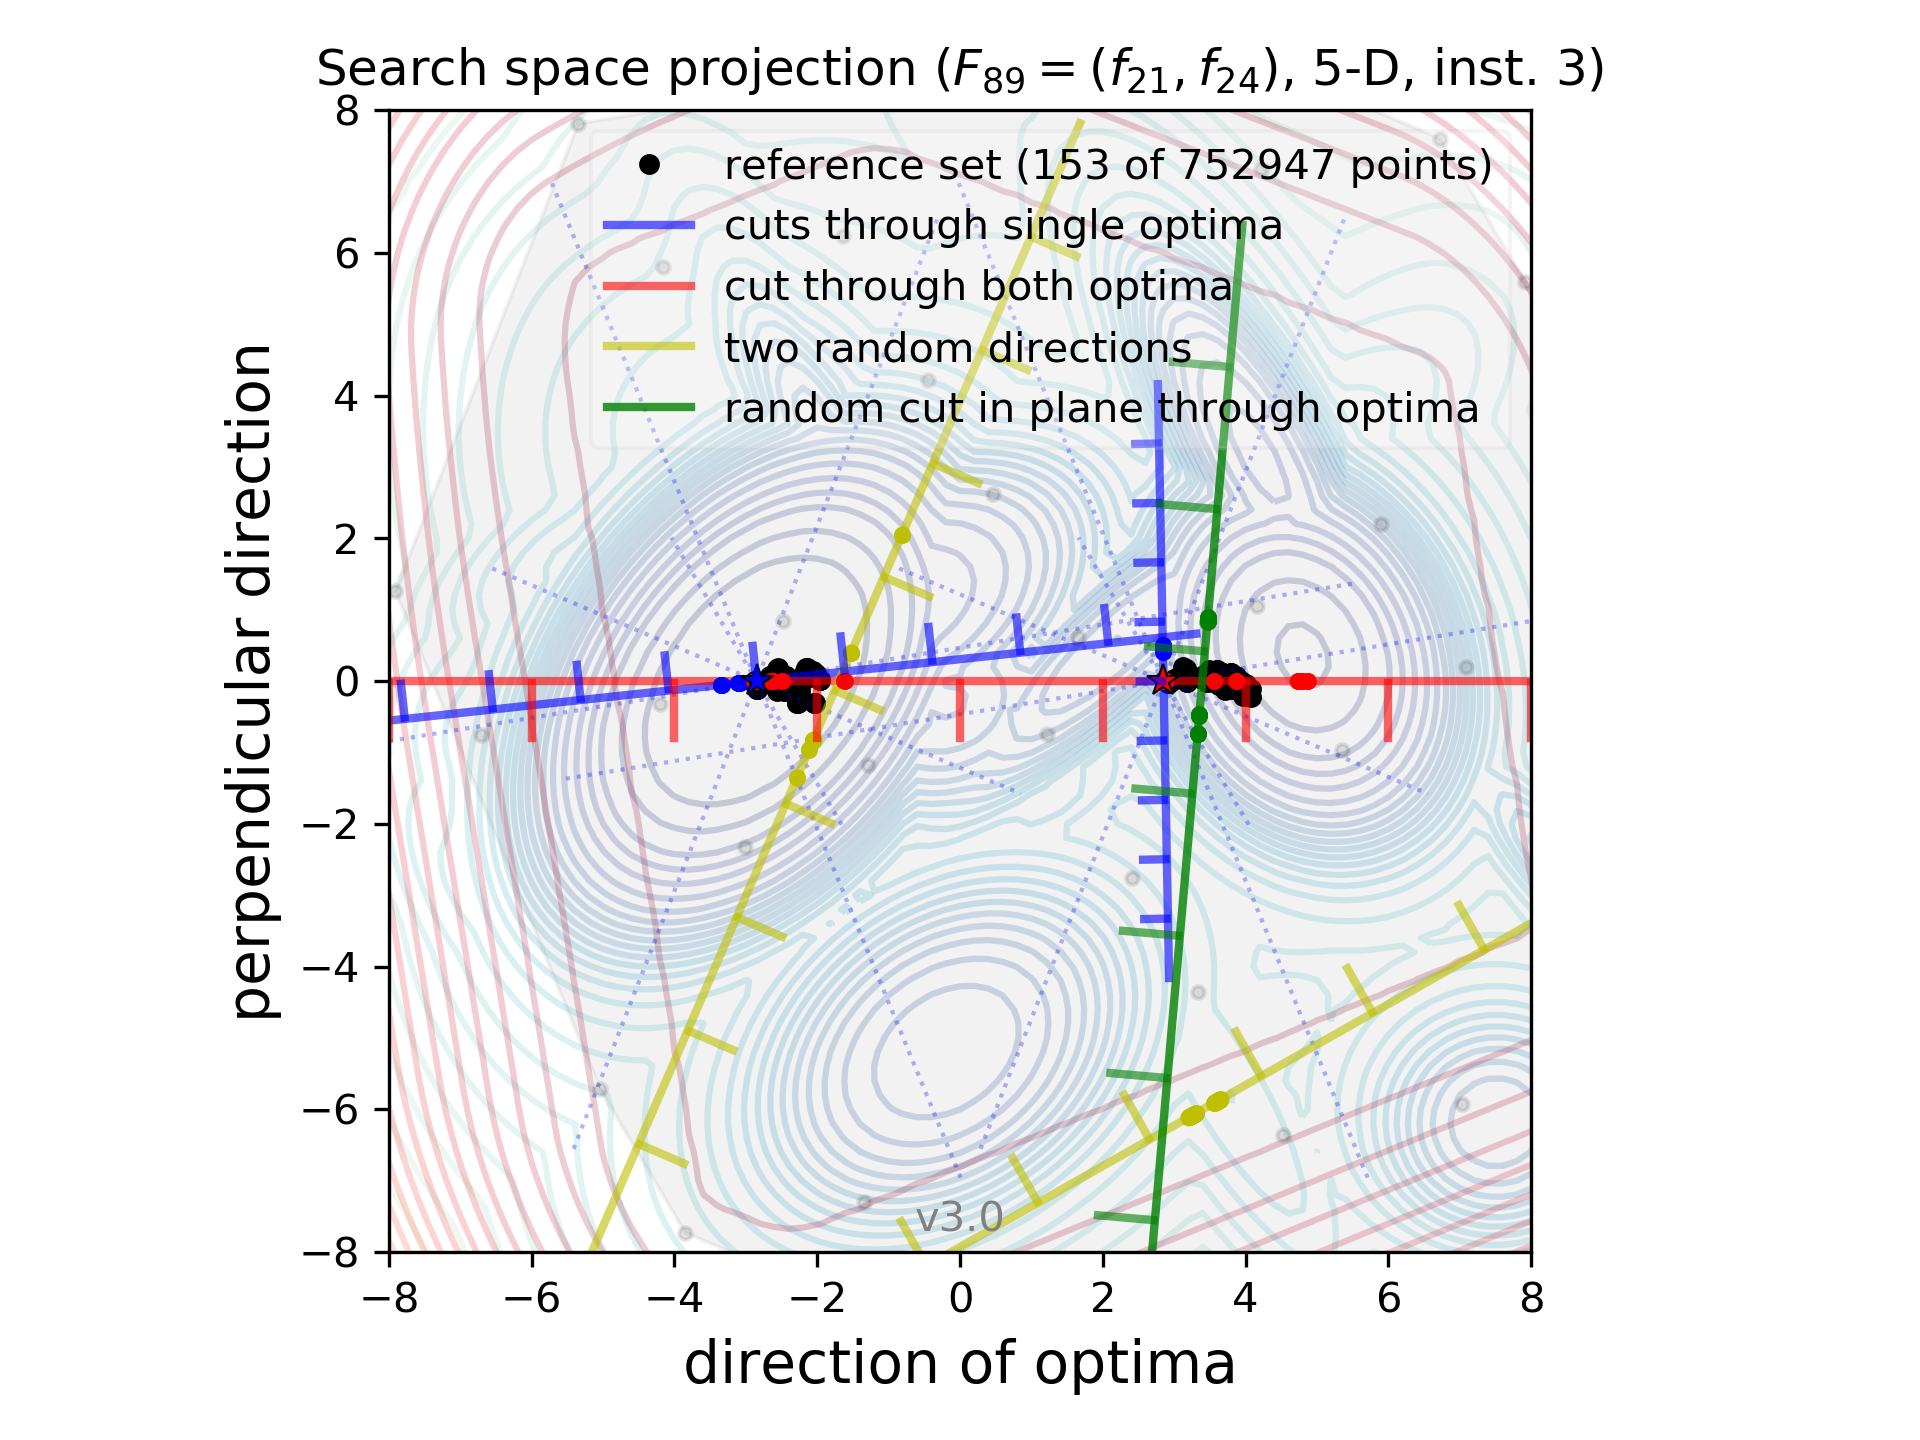 Search space projection (F89 = (f21, f24), 5-D, inst. 3)
reference set (153 of 752947 points)
cuts through single optima
cut through both optima
two random directions
random cut in plane through optima
8
6
4
2
0
−2
−4
−6
−8
perpendicular direction
v3.0
−8 −6 −4 −2 0 2 4 6 8
direction of optima